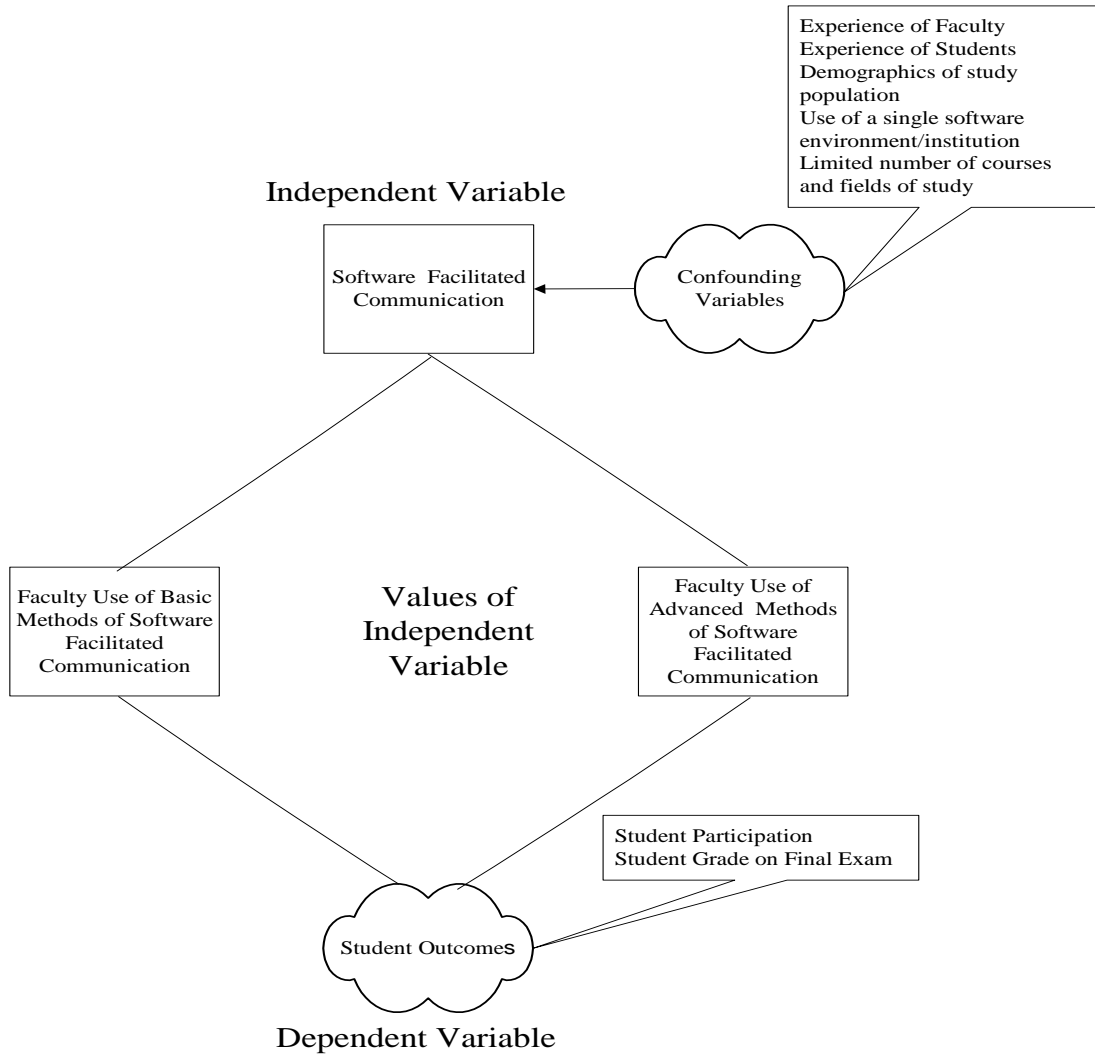 Experience of Faculty
Experience of Students
Demographics of study
population
Use of a single software
environment/institution
Limited number of courses
and fields of study
Independent Variable
Software Facilitated
Communication
Confounding
Variables
Faculty Use of Basic
Methods of Software
Facilitated
Communication
Values of
Independent
Variable
Faculty Use of
Advanced Methods
of Software
Facilitated
Communication
Student Participation
Student Grade on Final Exam
Student Outcomes
Dependent Variable